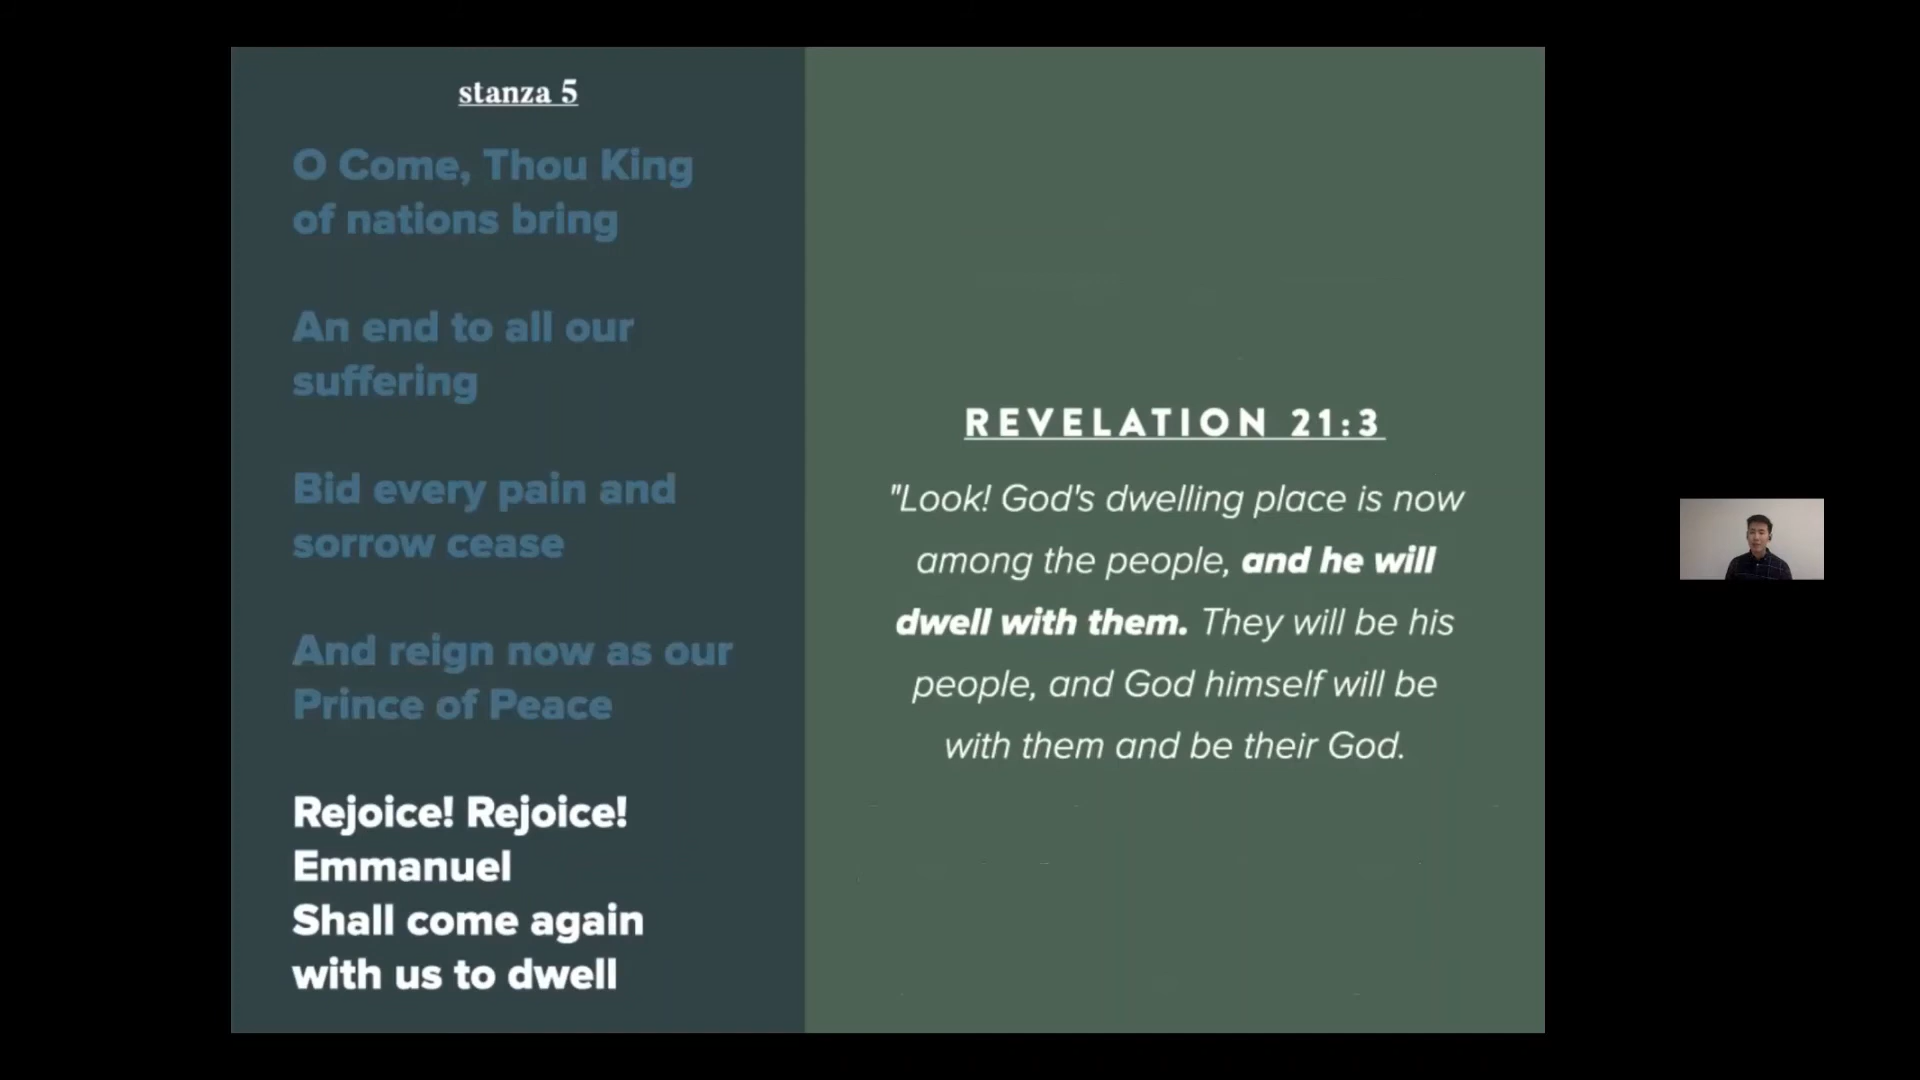 stanza 5
O Come, Thou King
of nations bring
An end to all our
suffering
Bid every pain and
sorrow cease
And reign now as our
Prince of Peace
Rejoice! Rejoice!
Emmanuel
Shall come again
with us to dwell
REVELATION 21:3
"Look! God's dwelling place is now
among the people, and he will
dwell with them. They will be his
people, and God himself will be
with them and be their God.